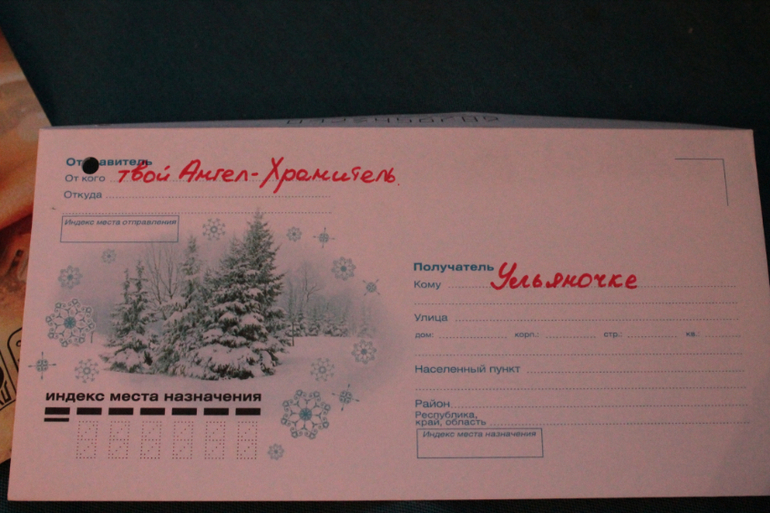 Отправитель
От кого твой Ангел-Хранитель
Откуда
Индекс места отправления
Получатель
Кому Ульяночке
Улица
дом: корп.: стр.: кв.:
Населенный пункт
Район
Республика,
край, область
Индекс места назначения
индекс места назначения